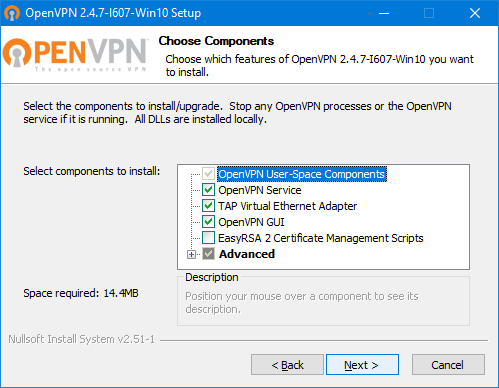 OpenVPN 2.4.7-I607-Win10 Setup
OPENVPN
The open source VPN
Choose Components
Choose which features of OpenVPN 2.4.7-I607-Win10 you want
to install.
Select the components to install/upgrade.  Stop any OpenVPN processes or the OpenVPN
service if it is running.  All DLLs are installed locally.
Select components to install:
OpenVPN User-Space Components
OpenVPN Service
TAP Virtual Ethernet Adapter
OpenVPN GUI
EasyRSA 2 Certificate Management Scripts
Advanced
Space required: 14.4MB
Description
Position your mouse over a component to see its
description.
Nullsoft Install System v2.51-1
< Back
Next >
Cancel